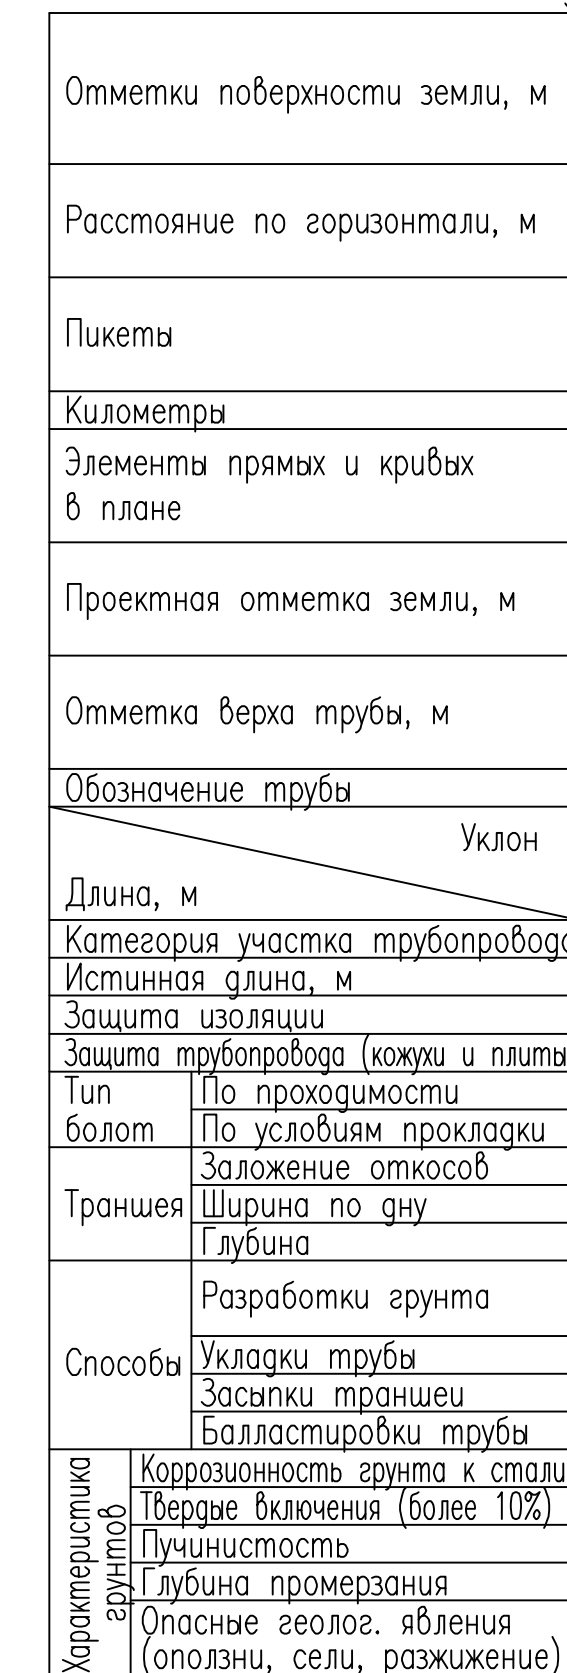 Отметки поверхности земли, м
Расстояние по горизонтали, м
Пикеты
Километры
Элементы прямых и кривых
в плане
Проектная отметка земли, м
Отметка верха трубы, м
Обозначение трубы
Уклон
Длина, м
Категория участка трубопровода
Истинная длина, м
Защита изоляции
Защита трубопровода (кожухи и плиты
Тип
болот
По проходимости
По условиям прокладки
Траншея
Заложение откосов
Ширина по дну
Глубина
Способы
Разработки грунта
Укладки трубы
Засыпки траншеи
Балластировки трубы
Характеристика
грунтов
Коррозионность грунта к стали
Твердые включения (более 10%)
Пучинистость
Глубина промерзания
Опасные геолог. явления
(оползни, сели, разжижение)